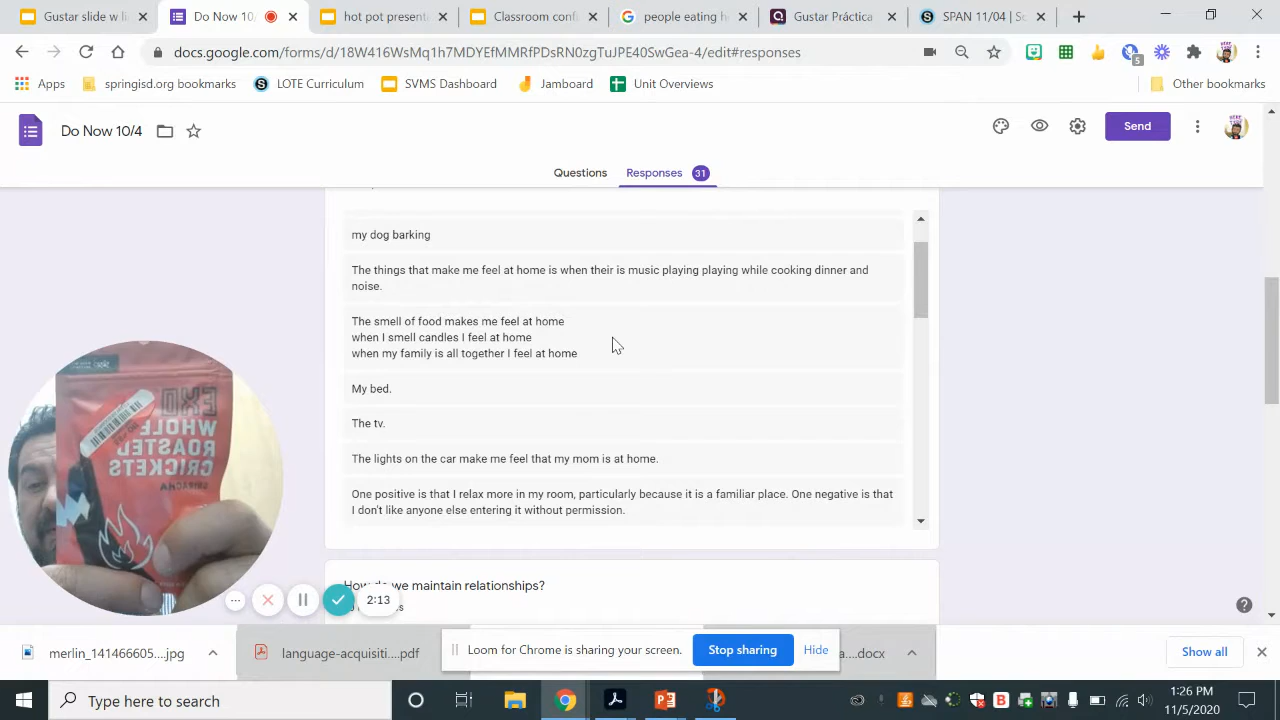 Gustar slide w li
Do Now 10/
hot pot present
Classroom conf
people eating h
Gustar Práctica
SPAN 11/04 | Sc
docs.google.com/forms/d/18W416WsMq1h7MDYEfMMRfPDsRN0zgTuJPE40SwGea-4/edit#responses
5
Apps
springisd.org bookmarks
LOTE Curriculum
SVMS Dashboard
Jamboard
Unit Overviews
Other bookmarks
Do Now 10/4
Send
Questions
Responses 31
my dog barking
The things that make me feel at home is when their is music playing playing while cooking dinner and
noise.
The smell of food makes me feel at home
when I smell candles I feel at home
when my family is all together I feel at home
My bed.
The tv.
The lights on the car make me feel that my mom is at home.
One positive is that I relax more in my room, particularly because it is a familiar place. One negative is that
I don't like anyone else entering it without permission.
EXO
WHOLE
ROASTED
CRICKETS
SRIRACHA
How do we maintain relationships?
2:13
merlin_141466605....jpg
language-acquisiti....pdf
Loom for Chrome is sharing your screen.
Stop sharing
Hide
a....docx
Show all
Type here to search
1:26 PM
11/5/2020